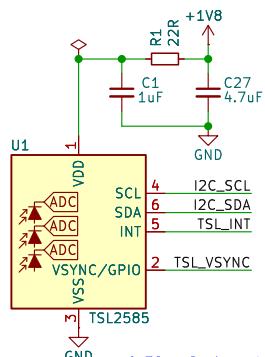 +1V8
R1
22R
C1
1uF
C27
4.7uF
GND
U1
1
VDD
ADC
ADC
ADC
SCL 4 I2C_SCL
SDA 6 I2C_SDA
INT 5 TSL_INT
VSYNC/GPIO 2 TSL_VSYNC
VSS
3
TSL2585
GND